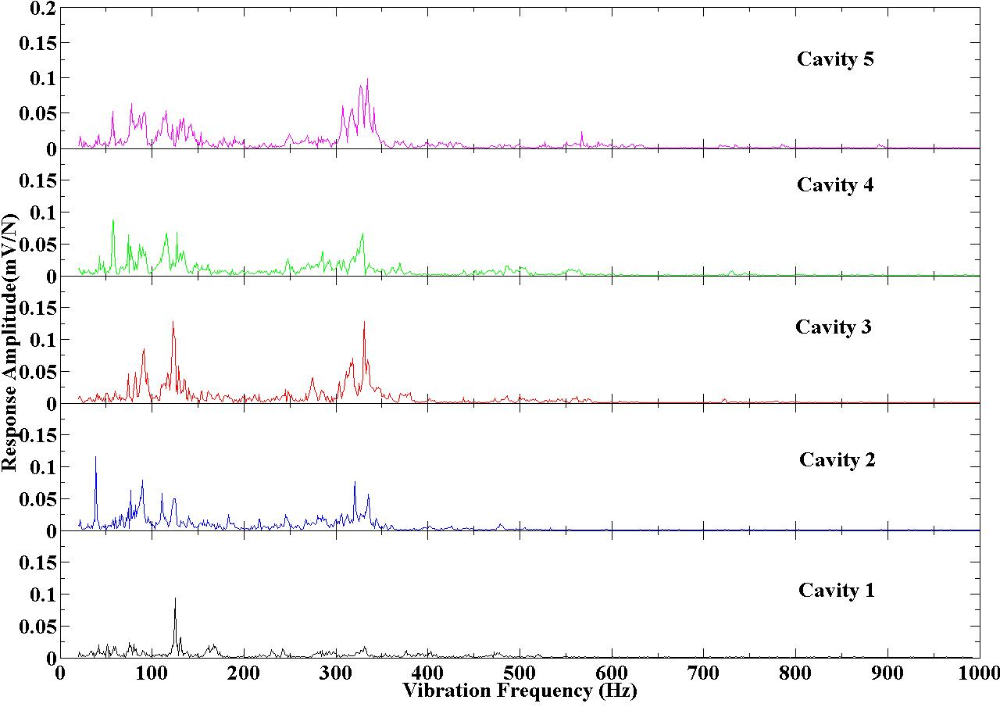 0.2
0.15
Cavity 5
0.1
0.05
0
0.15
Cavity 4
0.1
0.05
0
0.15
Cavity 3
0.1
0.05
0
0.15
Cavity 2
0.1
0.05
0
0.15
Cavity 1
0.1
0.05
0
Response Amplitude(mV/N)
0 100 200 300 400 500 600 700 800 900 1000
Vibration Frequency (Hz)